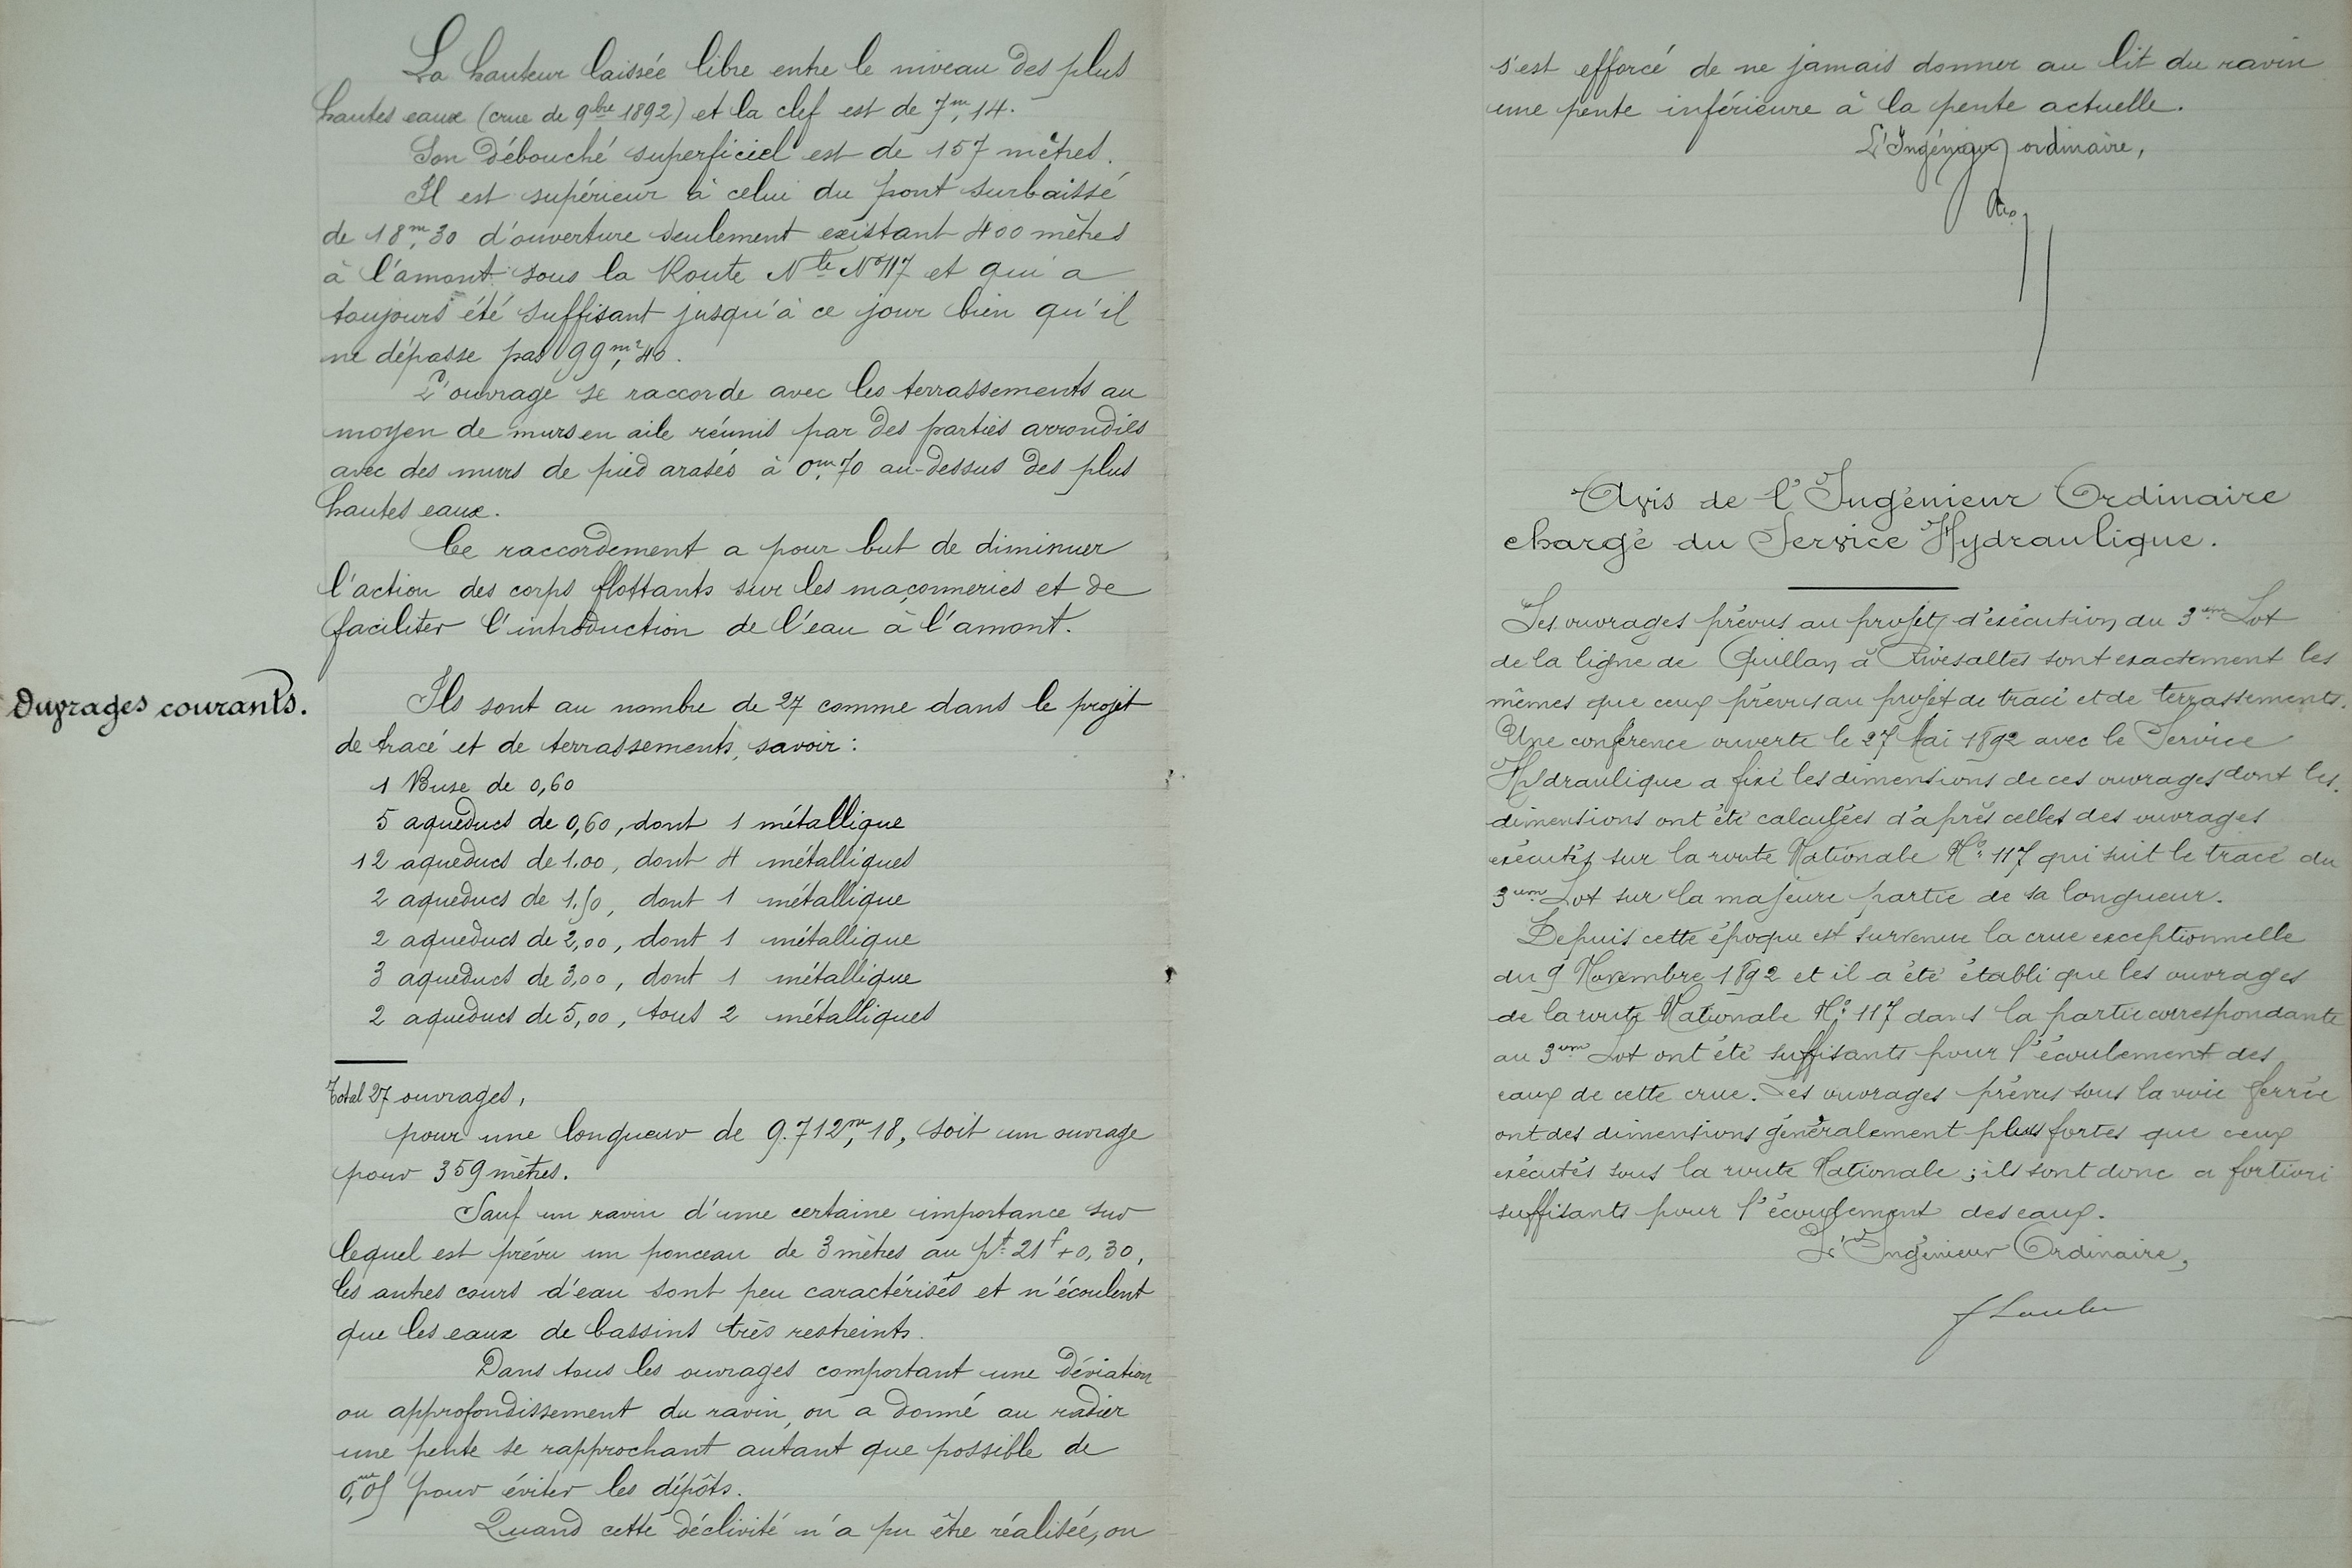 La hauteur laissée libre entre le niveau des plus
hautes eaux (crue de 9bre 1892) et la clef est de 7m,14.
Son débouché superficiel est de 157 mètres.
Il est supérieur à celui du pont surbaissé
de 18m,30 d'ouverture seulement existant 400 mètres
à l'amont sous la Route Nle No 117 et qui a
toujours été suffisant jusqu'à ce jour bien qu'il
ne dépasse pas 99m²,40.
L'ouvrage se raccorde avec les terrassements au
moyen de murs en aile réunis par des parties arrondies
avec des murs de pied arasés à 0m,70 au-dessus des plus
hautes eaux.
Ce raccordement a pour but de diminuer
l'action des corps flottants sur les maçonneries et de
faciliter l'introduction de l'eau à l'amont.
Ouvrages courants.
Ils sont au nombre de 27 comme dans le projet
de tracé et de terrassements, savoir :
1 Buse de 0,60
5 aqueducs de 0,60, dont 1 métallique
12 aqueducs de 1.00, dont 4 métalliques
2 aqueducs de 1.50, dont 1 métallique
2 aqueducs de 2,00, dont 1 métallique
3 aqueducs de 3,00, dont 1 métallique
2 aqueducs de 5,00, tous 2 métalliques
Total 27 ouvrages,
pour une longueur de 9.712m,18, soit un ouvrage
pour 359 mètres.
Sauf un ravin d'une certaine importance sur
lequel est prévu un ponceau de 3 mètres au pt 21f+0,30,
les autres cours d'eau sont peu caractérisés et n'écoulent
que les eaux de bassins très restreints.
Dans tous les ouvrages comportant une déviation
ou approfondissement du ravin, on a donné au radier
une pente se rapprochant autant que possible de
0m,05 pour éviter les dépôts.
Quand cette déclivité n'a pu être réalisée, on
s'est efforcé de ne jamais donner au lit du ravin
une pente inférieure à la pente actuelle.
L'Ingénieur ordinaire,
Avis de l'Ingénieur Ordinaire
chargé du Service Hydraulique.
Les ouvrages prévus au projet d'exécution du 3ème Lot
de la ligne de Quillan à Rivesaltes sont exactement les
mêmes que ceux prévus au projet de tracé et de terrassements.
Une conférence ouverte le 27 Mai 1892 avec le Service
Hydraulique a fixé les dimensions de ces ouvrages dont les
dimensions ont été calculées d'après celles des ouvrages
exécutés sur la route Nationale No 117 qui suit le tracé du
3ème Lot sur la majeure partie de sa longueur.
Depuis cette époque est survenue la crue exceptionnelle
du 9 Novembre 1892 et il a été établi que les ouvrages
de la route Nationale No 117 dans la partie correspondante
au 3ème Lot ont été suffisants pour l'écoulement des
eaux de cette crue. Les ouvrages prévus sous la voie ferrée
ont des dimensions généralement plus fortes que ceux
exécutés sous la route Nationale ; ils sont donc a fortiori
suffisants pour l'écoulement des eaux.
L'Ingénieur Ordinaire,